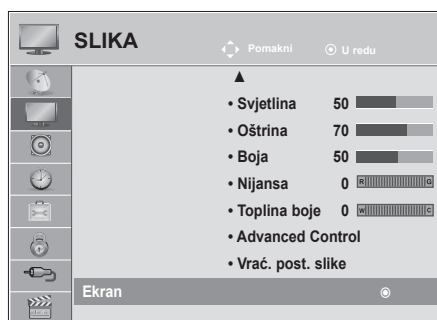 SLIKA
Pomakni U redu
▲
• Svjetlina 50
• Oštrina 70
• Boja 50
• Nijansa 0 R G
• Toplina boje 0 W C
• Advanced Control
• Vrać. post. slike
Ekran